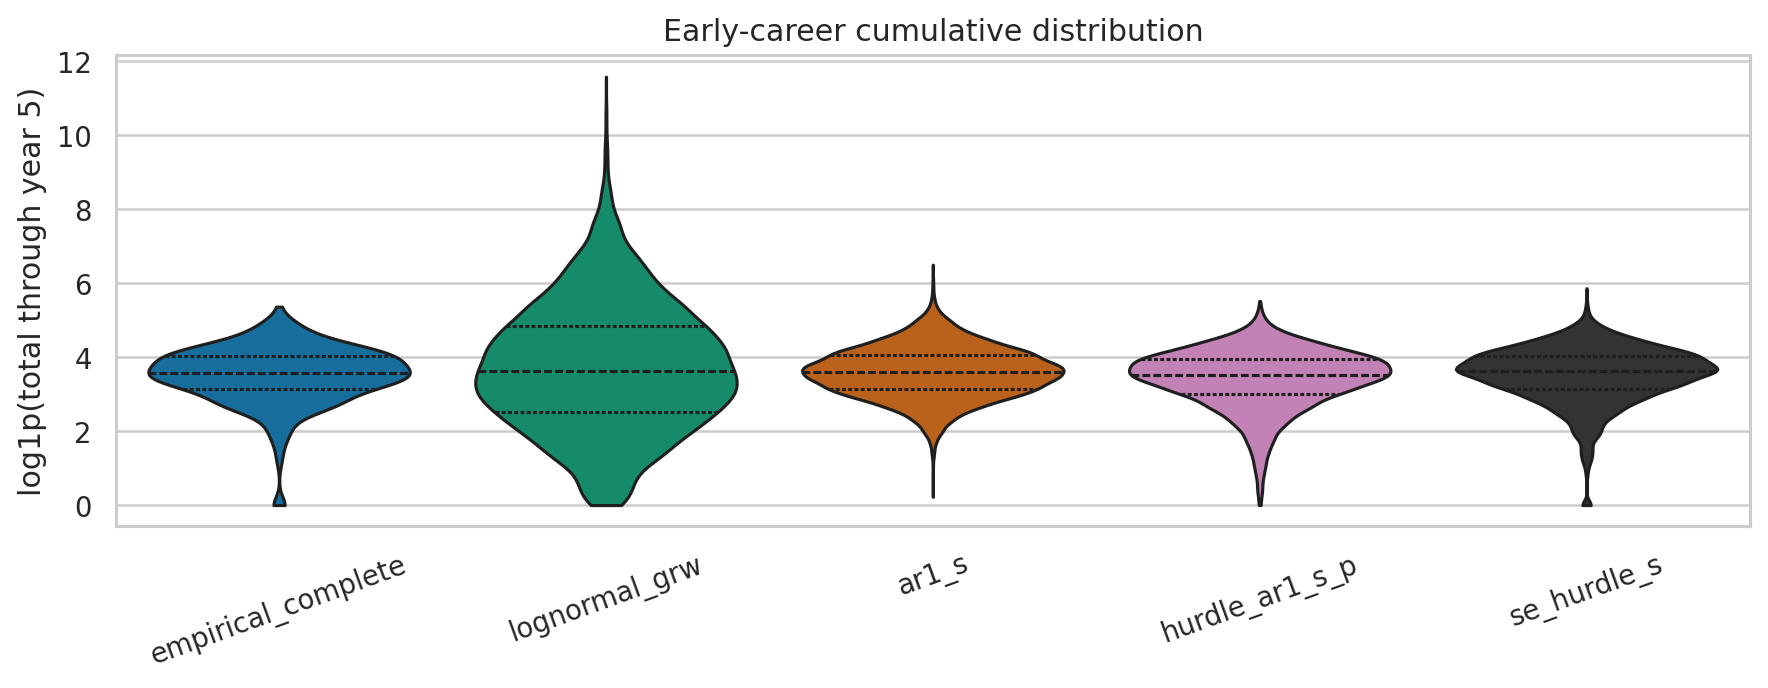 Early-career cumulative distribution
log1p(total through year 5)
12
10
8
6
4
2
0
empirical_complete
lognormal_grw
ar1_s
hurdle_ar1_s_p
se_hurdle_s